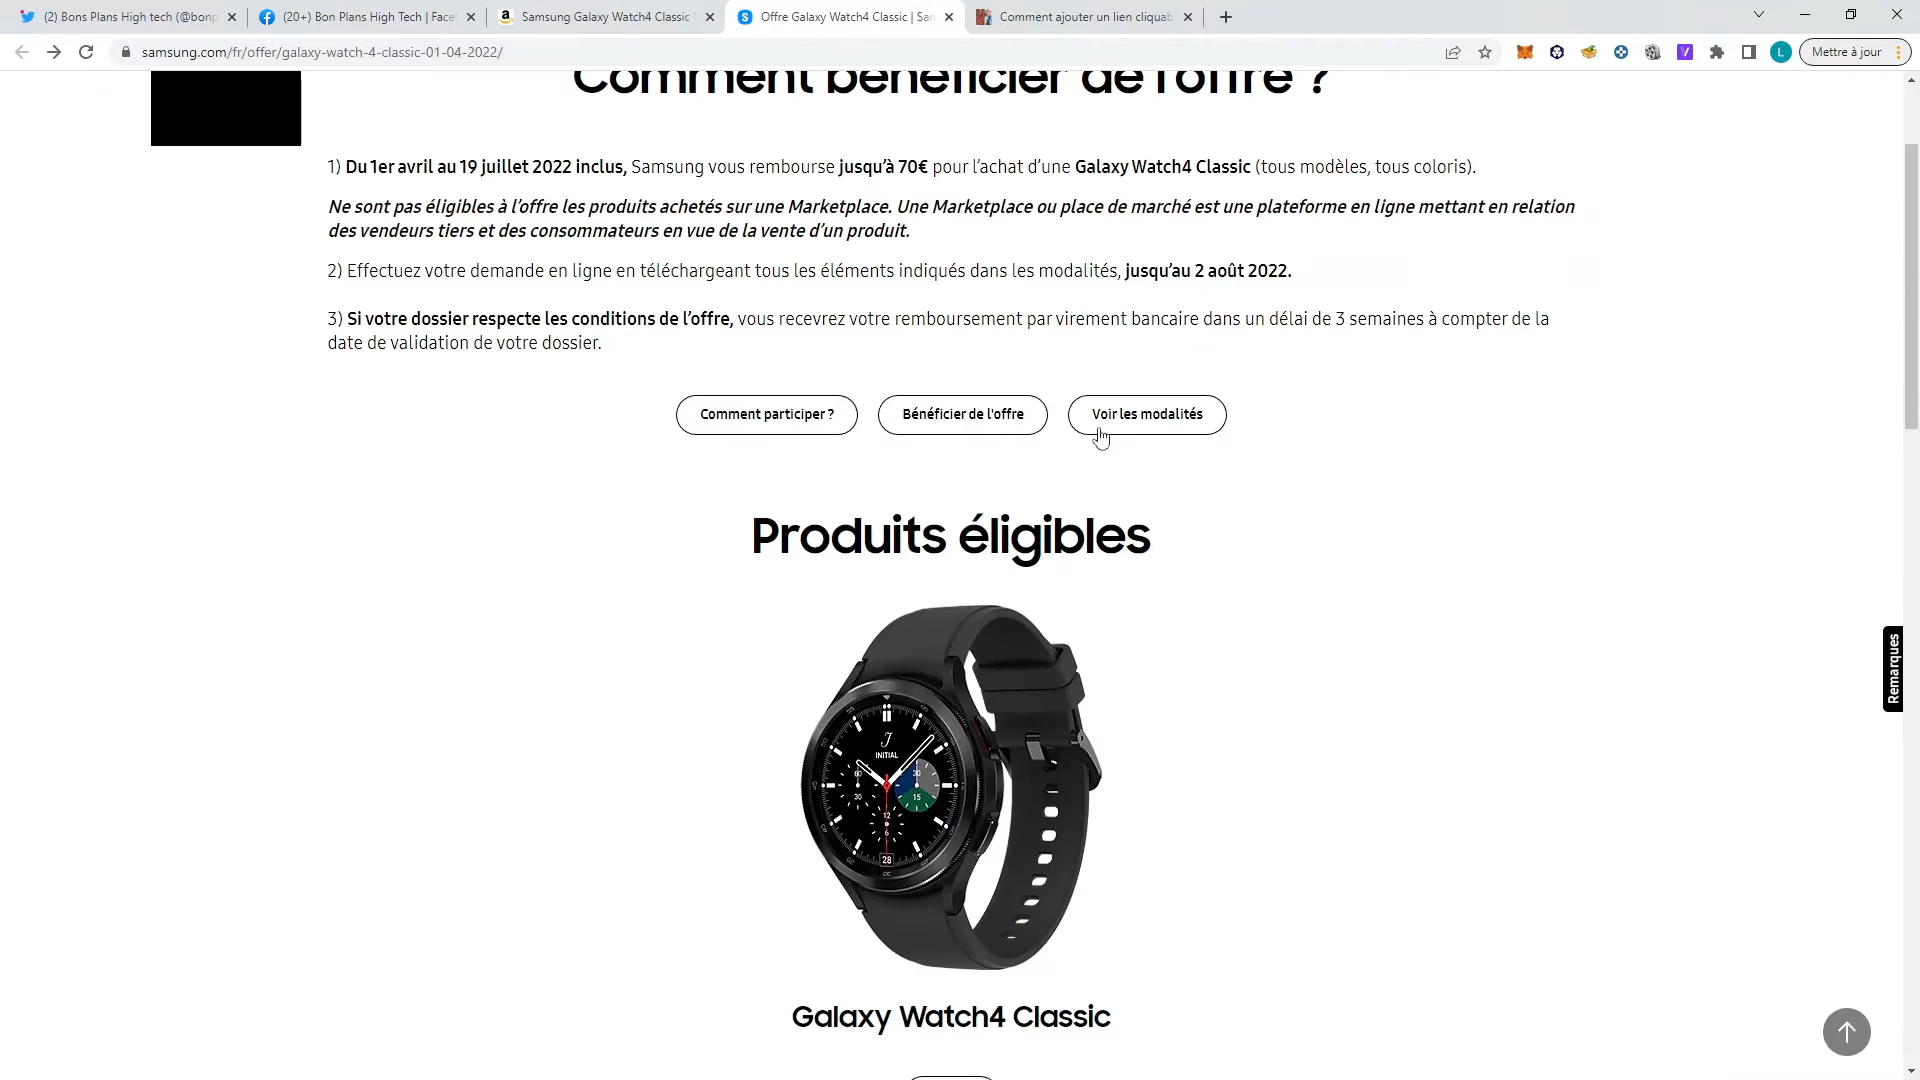 (2) Bons Plans High tech (@bonp
(20+) Bon Plans High Tech | Face
Samsung Galaxy Watch4 Classic
Offre Galaxy Watch4 Classic | Sam
Comment ajouter un lien cliquab
samsung.com/fr/offer/galaxy-watch-4-classic-01-04-2022/
L
Mettre à jour
Comment bénéficier de l'offre ?
1) Du 1er avril au 19 juillet 2022 inclus, Samsung vous rembourse jusqu'à 70€ pour l'achat d'une Galaxy Watch4 Classic (tous modèles, tous coloris).
Ne sont pas éligibles à l'offre les produits achetés sur une Marketplace. Une Marketplace ou place de marché est une plateforme en ligne mettant en relation
des vendeurs tiers et des consommateurs en vue de la vente d'un produit.
2) Effectuez votre demande en ligne en téléchargeant tous les éléments indiqués dans les modalités, jusqu'au 2 août 2022.
3) Si votre dossier respecte les conditions de l'offre, vous recevrez votre remboursement par virement bancaire dans un délai de 3 semaines à compter de la
date de validation de votre dossier.
Comment participer ?
Bénéficier de l'offre
Voir les modalités
Produits éligibles
Remarques
INITIAL
60
30
30
15
12
6
28
Galaxy Watch4 Classic